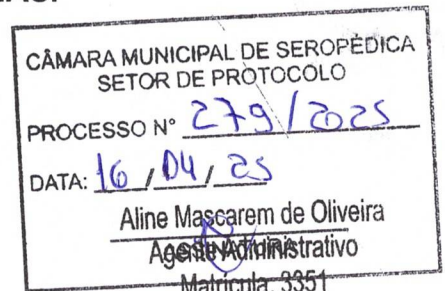 CÂMARA MUNICIPAL DE SEROPÉDICA
SETOR DE PROTOCOLO
PROCESSO Nº 279/2025
DATA: 16/04/25
Aline Mascarem de Oliveira
Agente Administrativo
ASSINATURA
Matrícula: 3351